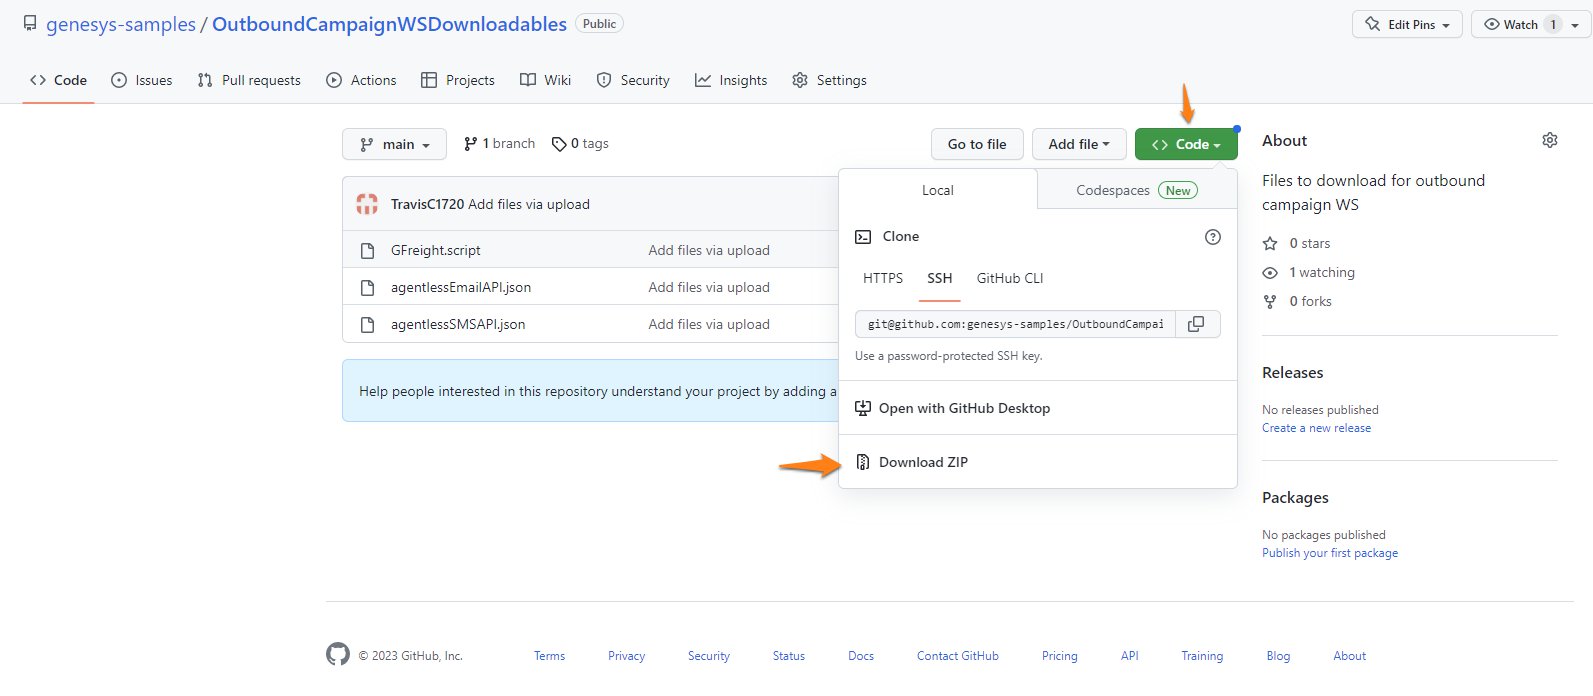 genesys-samples / OutboundCampaignWSDownloadables Public
Edit Pins
Watch 1
Code Issues Pull requests Actions Projects Wiki Security Insights Settings
main 1 branch 0 tags
Go to file Add file Code
TravisC1720 Add files via upload
GFreight.script Add files via upload
agentlessEmailAPI.json Add files via upload
agentlessSMSAPI.json Add files via upload
Help people interested in this repository understand your project by adding a
Local Codespaces New
Clone
HTTPS SSH GitHub CLI
git@github.com:genesys-samples/OutboundCampai
Use a password-protected SSH key.
Open with GitHub Desktop
Download ZIP
About
Files to download for outbound
campaign WS
0 stars
1 watching
0 forks
Releases
No releases published
Create a new release
Packages
No packages published
Publish your first package
© 2023 GitHub, Inc. Terms Privacy Security Status Docs Contact GitHub Pricing API Training Blog About